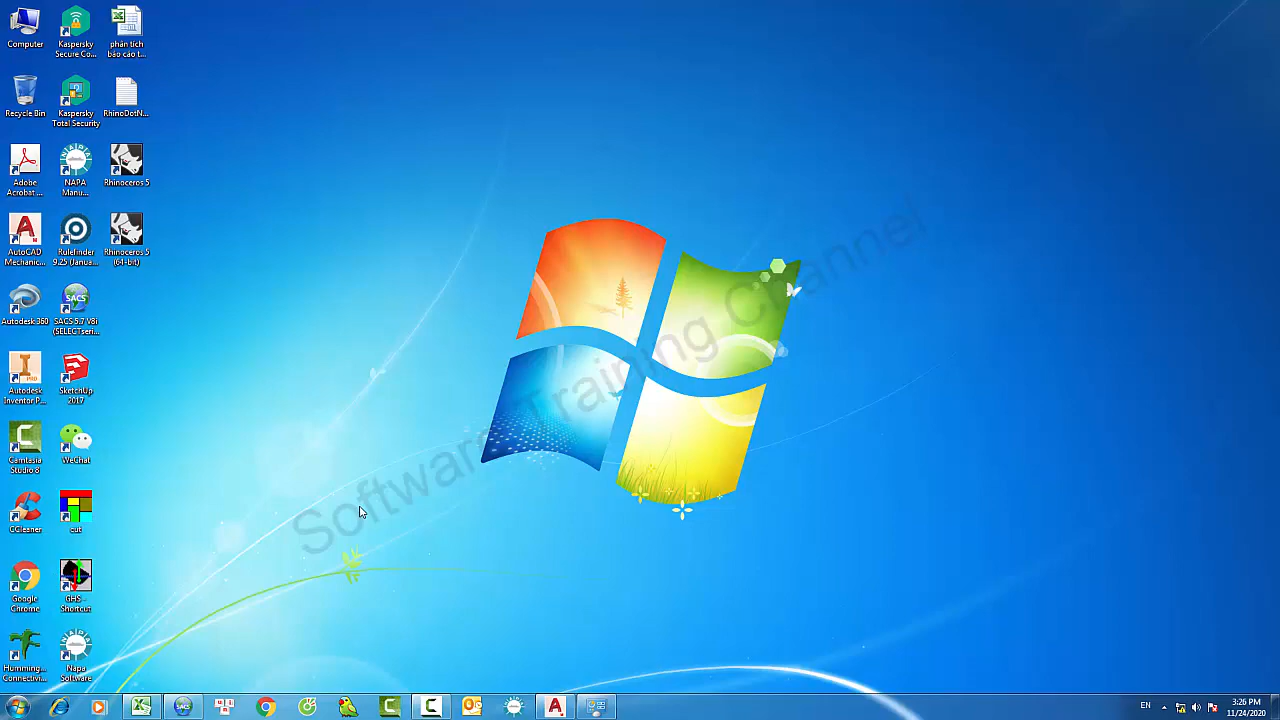 Computer
Kaspersky
Secure Co...
phân tích
báo cáo t...
Recycle Bin
Kaspersky
Total Security
RhinoDotN...
Adobe
Acrobat ...
NAPA
Manu...
Rhinoceros 5
AutoCAD
Mechanic...
Rulefinder
9.25 (Janua...
Rhinoceros 5
(64-bit)
Autodesk 360
SACS
SACS 5.7 V8i
(SELECTseri...
PRO
Autodesk
Inventor P...
SketchUp
2017
Camtasia
Studio 8
WeChat
CCleaner
cut
Google
Chrome
GHS -
Shortcut
Humming...
Connectivi...
Napa
Software
Software Training Channel
EN
3:26 PM
11/24/2020